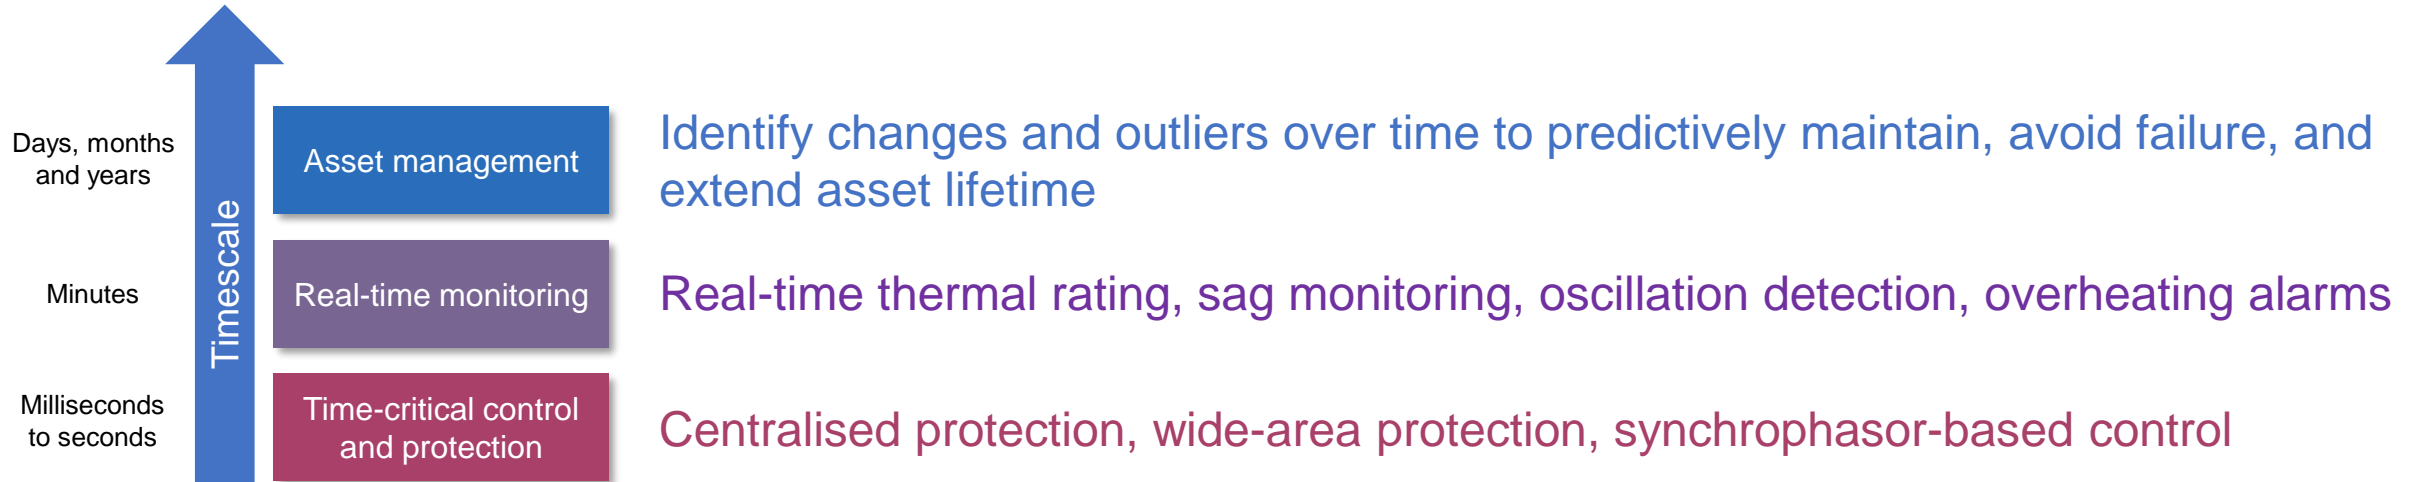 Timescale
Days, months
and years
Asset management
Identify changes and outliers over time to predictively maintain, avoid failure, and
extend asset lifetime
Minutes
Real-time monitoring
Real-time thermal rating, sag monitoring, oscillation detection, overheating alarms
Milliseconds
to seconds
Time-critical control
and protection
Centralised protection, wide-area protection, synchrophasor-based control